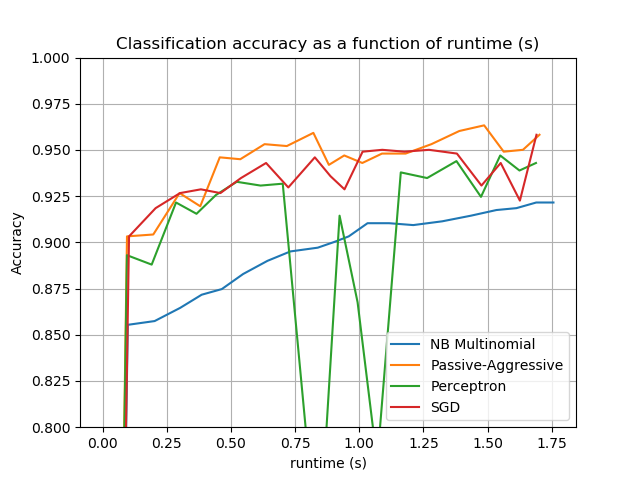 Classification accuracy as a function of runtime (s)
1.000
0.975
0.950
0.925
0.900
0.875
0.850
0.825
0.800
Accuracy
NB Multinomial
Passive-Aggressive
Perceptron
SGD
0.00 0.25 0.50 0.75 1.00 1.25 1.50 1.75
runtime (s)